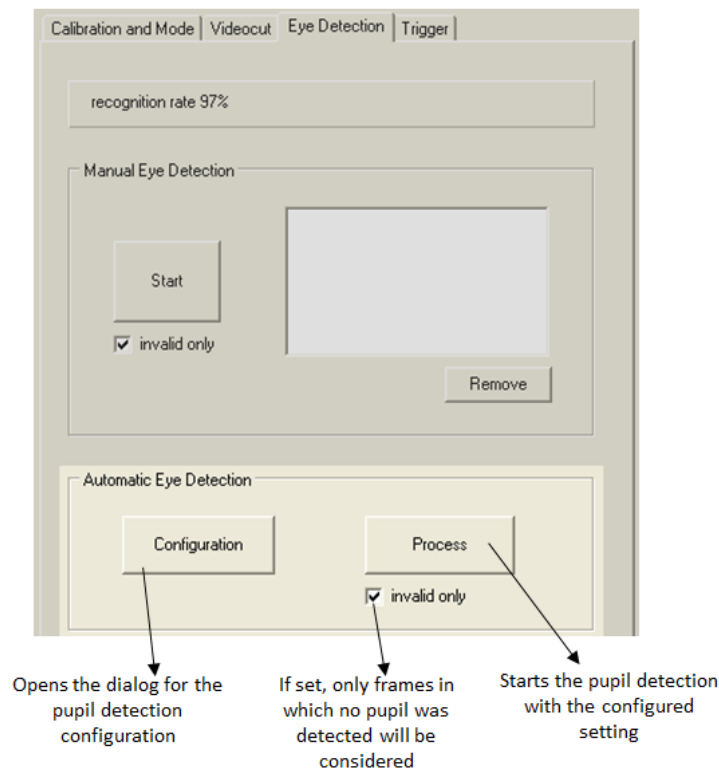 Calibration and Mode Videocut Eye Detection Trigger
recognition rate 97%
Manual Eye Detection
Start
invalid only
Remove
Automatic Eye Detection
Configuration
Process
invalid only
Opens the dialog for the
pupil detection
configuration
If set, only frames in
which no pupil was
detected will be
considered
Starts the pupil detection
with the configured
setting